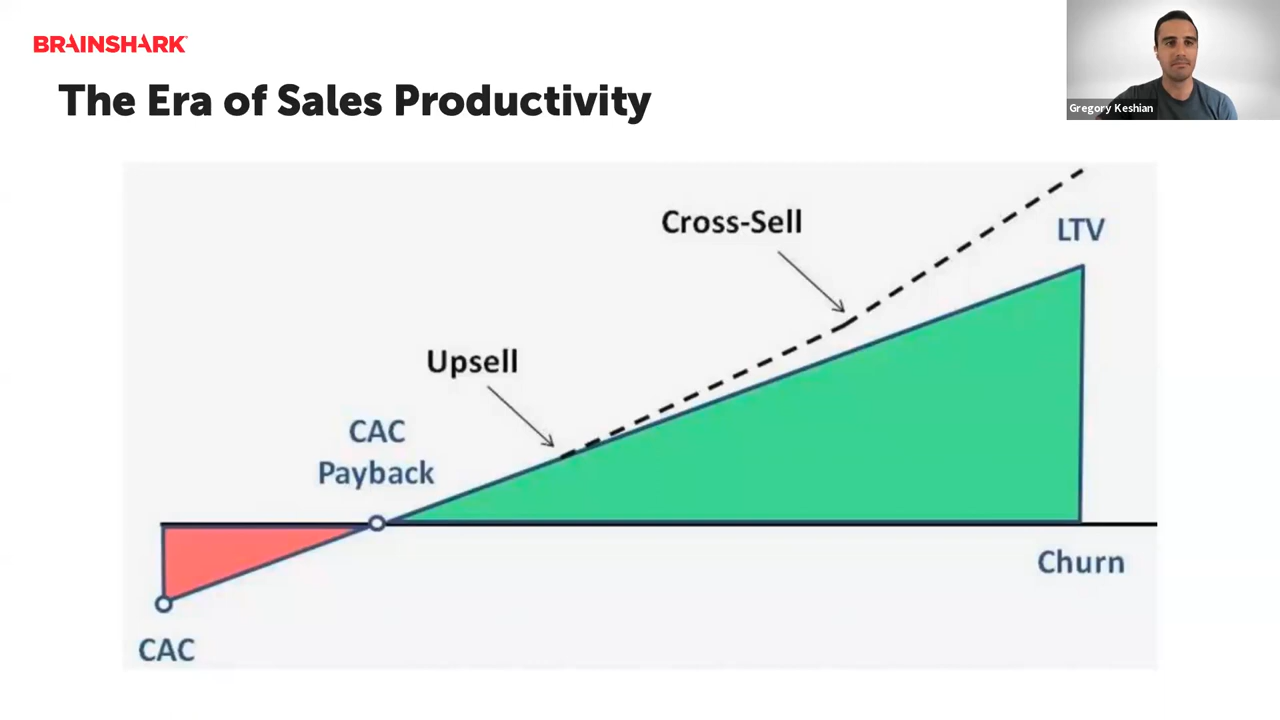 BRAINSHARK
Gregory Keshian
The Era of Sales Productivity
Cross-Sell
LTV
Upsell
CAC
Payback
Churn
CAC